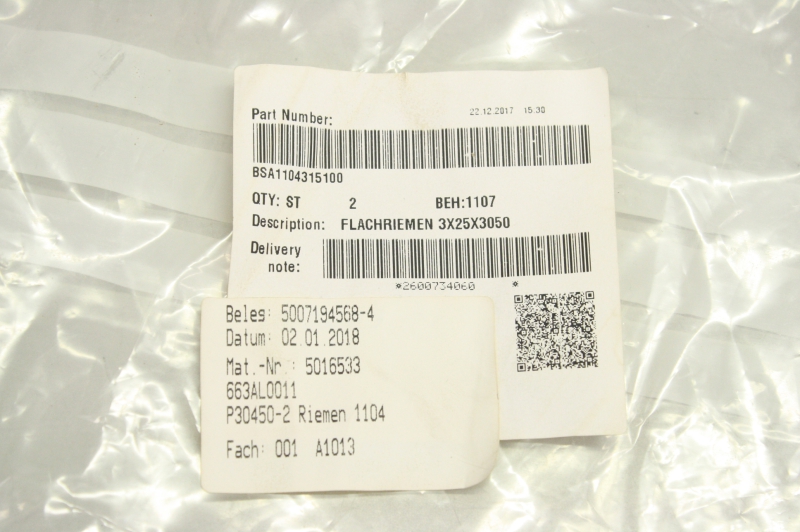 Part Number:
22.12.2017 15:30
BSA1104315100
QTY: ST 2 BEH:1107
Description: FLACHRIEMEN 3X25X3050
Delivery
note:
*2600734060 *
Beleg: 5007194568-4
Datum: 02.01.2018
Mat.-Nr.: 5016533
663AL0011
P30450-2 Riemen 1104
Fach: 001 A1013